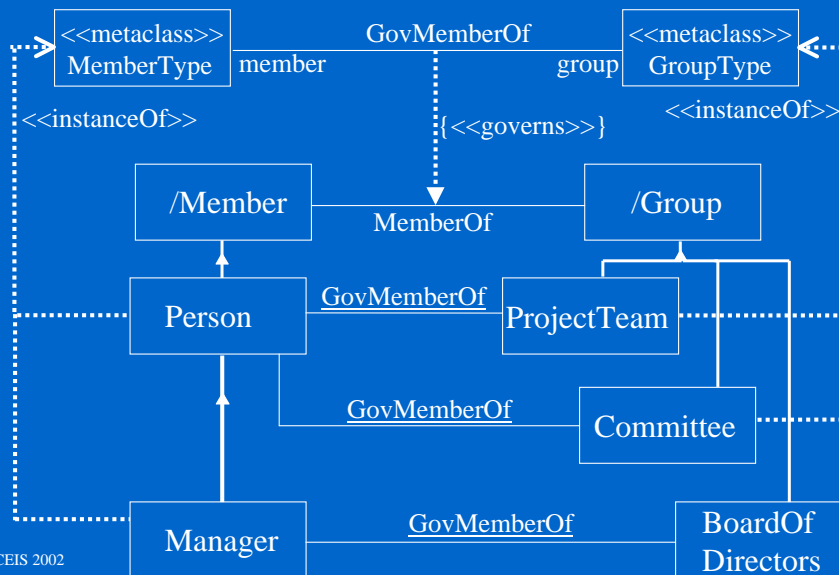 <<metaclass>>
MemberType
GovMemberOf
member
group
<<metaclass>>
GroupType
<<instanceOf>>
{<<governs>>}
<<instanceOf>>
/Member
MemberOf
/Group
Person
GovMemberOf
ProjectTeam
GovMemberOf
Committee
Manager
GovMemberOf
BoardOf
Directors
CEIS 2002